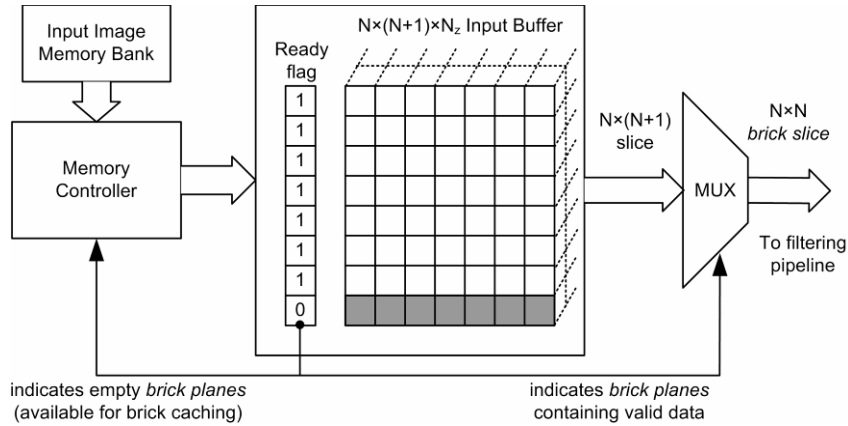 Input Image
Memory Bank
Memory
Controller
N×(N+1)×Nz Input Buffer
Ready
flag
1
1
1
1
1
1
1
0
N×(N+1)
slice
MUX
N×N
brick slice
To filtering
pipeline
indicates empty brick planes
(available for brick caching)
indicates brick planes
containing valid data